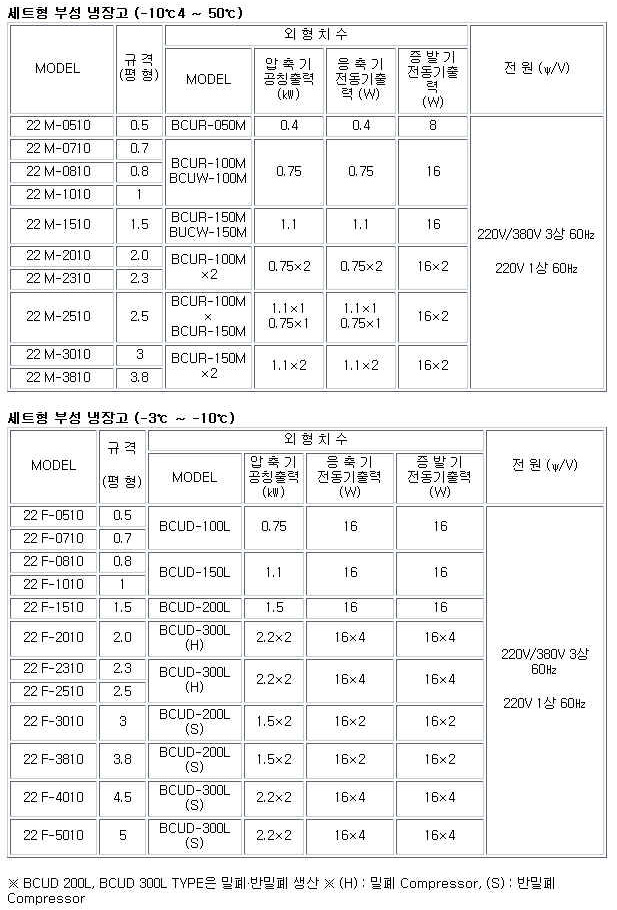 세트형 부성 냉장고 (-10℃4 ~ 50℃)
MODEL
규 격
(평 형)
외 형 치 수
전 원 (ψ/V)
MODEL
압 축 기
공칭출력
(㎾)
응 축 기
전동기출
력 (W)
증 발 기
전동기출
력
(W)
22 M-0510 0.5 BCUR-050M 0.4 0.4 8
220V/380V 3상 60㎐
220V 1상 60㎐
22 M-0710 0.7
BCUR-100M
BCUW-100M
0.75 0.75 16
22 M-0810 0.8
22 M-1010 1
22 M-1510 1.5
BCUR-150M
BUCW-150M
1.1 1.1 16
22 M-2010 2.0
BCUR-100M
×2
0.75×2 0.75×2 16×2
22 M-2310 2.3
22 M-2510 2.5
BCUR-100M
×
BCUR-150M
1.1×1
0.75×1
1.1×1
0.75×1
16×2
22 M-3010 3
BCUR-150M
×2
1.1×2 1.1×2 16×2
22 M-3810 3.8
세트형 부성 냉장고 (-3℃ ~ -10℃)
MODEL
규 격
(평 형)
외 형 치 수
전 원 (ψ/V)
MODEL
압 축 기
공칭출력
(㎾)
응 축 기
전동기출력
(W)
증 발 기
전동기출력
(W)
22 F-0510 0.5
BCUD-100L 0.75 16 16
220V/380V 3상
60㎐
220V 1상 60㎐
22 F-0710 0.7
22 F-0810 0.8
BCUD-150L 1.1 16 16
22 F-1010 1
22 F-1510 1.5 BCUD-200L 1.5 16 16
22 F-2010 2.0
BCUD-300L
(H)
2.2×2 16×4 16×4
22 F-2310 2.3
BCUD-300L
(H)
2.2×2 16×4 16×4
22 F-2510 2.5
22 F-3010 3
BCUD-200L
(S)
1.5×2 16×2 16×2
22 F-3810 3.8
BCUD-200L
(S)
1.5×2 16×2 16×2
22 F-4010 4.5
BCUD-300L
(S)
2.2×2 16×4 16×4
22 F-5010 5
BCUD-300L
(S)
2.2×2 16×4 16×4
※ BCUD 200L, BCUD 300L TYPE은 밀폐·반밀폐 생산 ※ (H) : 밀폐 Compressor, (S) : 반밀폐
Compressor